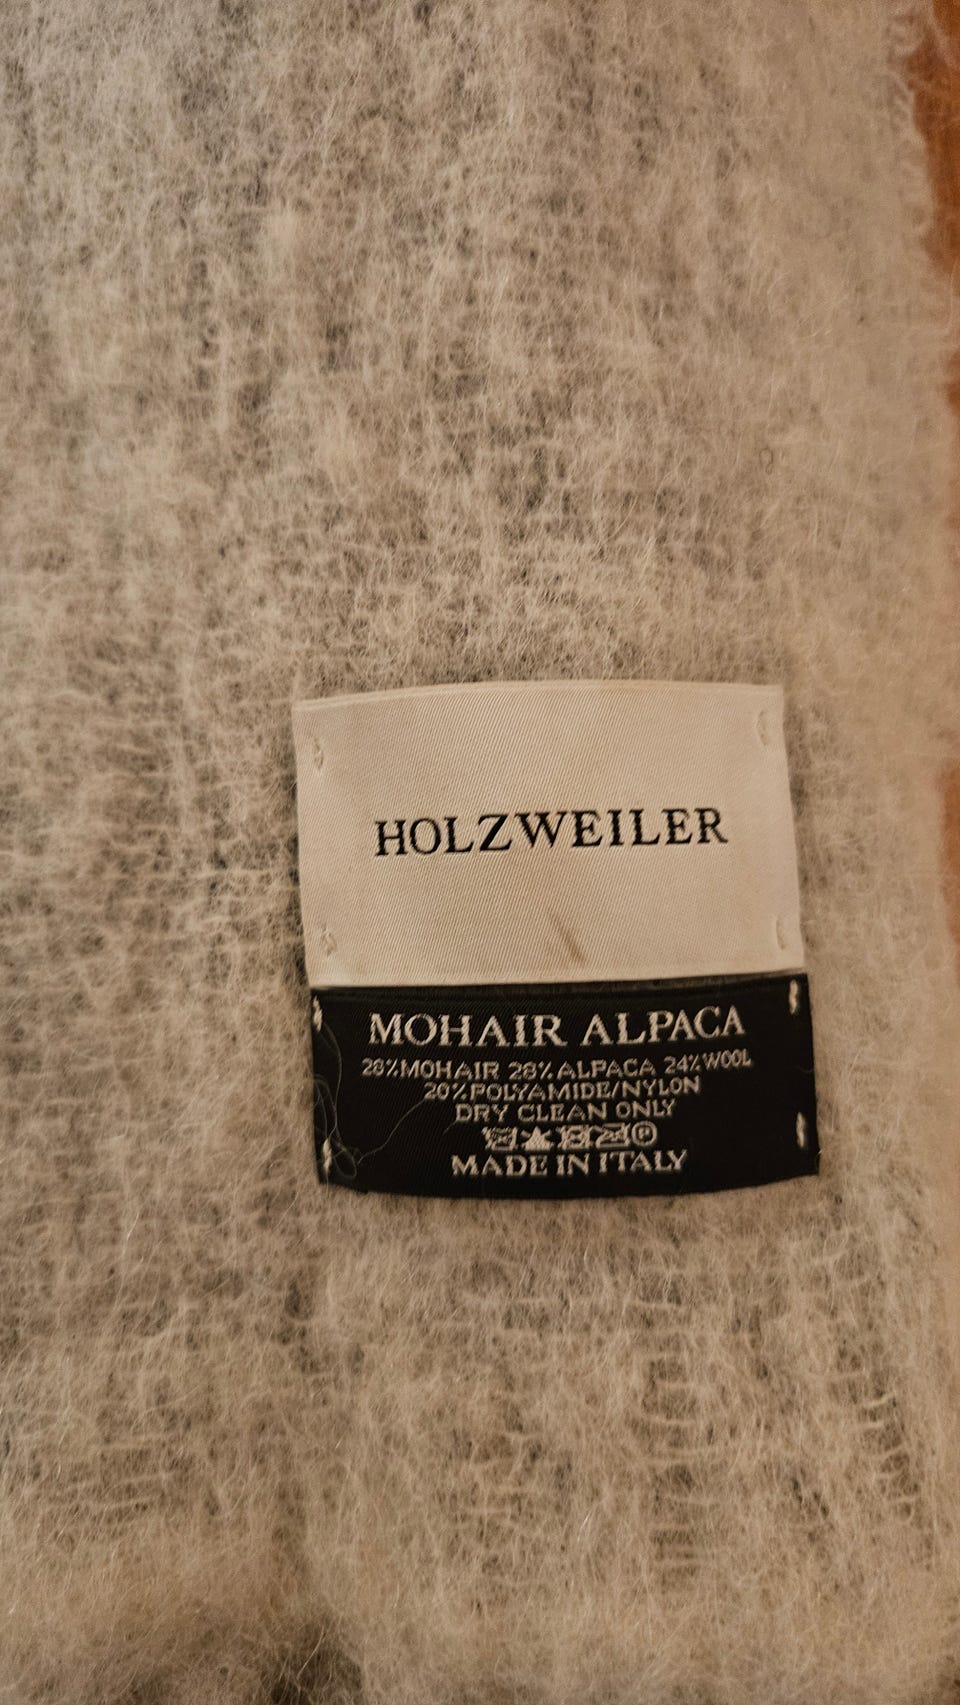 HOLZWEILER
MOHAIR ALPACA
28%MOHAIR 28%ALPACA 24%WOOL
20%POLYAMIDE/NYLON
DRY CLEAN ONLY
MADE IN ITALY